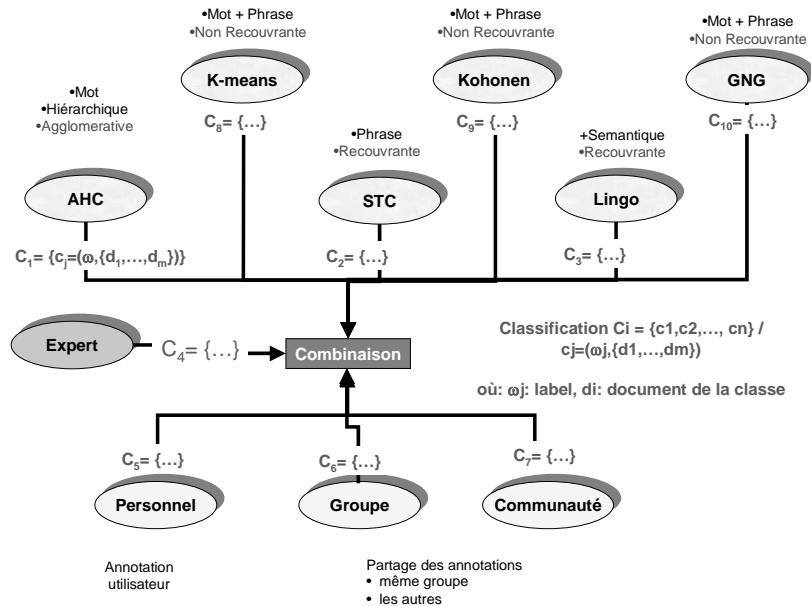 •Mot + Phrase
•Non Recouvrante
K-means
C8= {…}
•Mot + Phrase
•Non Recouvrante
Kohonen
C9= {…}
•Mot + Phrase
•Non Recouvrante
GNG
C10= {…}
•Mot
•Hiérarchique
•Agglomerative
AHC
C1= {cj=(ω,{d1,…,dm})}
•Phrase
•Recouvrante
STC
C2= {…}
+Semantique
•Recouvrante
Lingo
C3= {…}
Expert
C4= {…}
Combinaison
Classification Ci = {c1,c2,…, cn} /
cj=(ωj,{d1,…,dm})
où: ωj: label, di: document de la classe
C5= {…}
Personnel
C6= {…}
Groupe
C7= {…}
Communauté
Annotation
utilisateur
Partage des annotations
• même groupe
• les autres